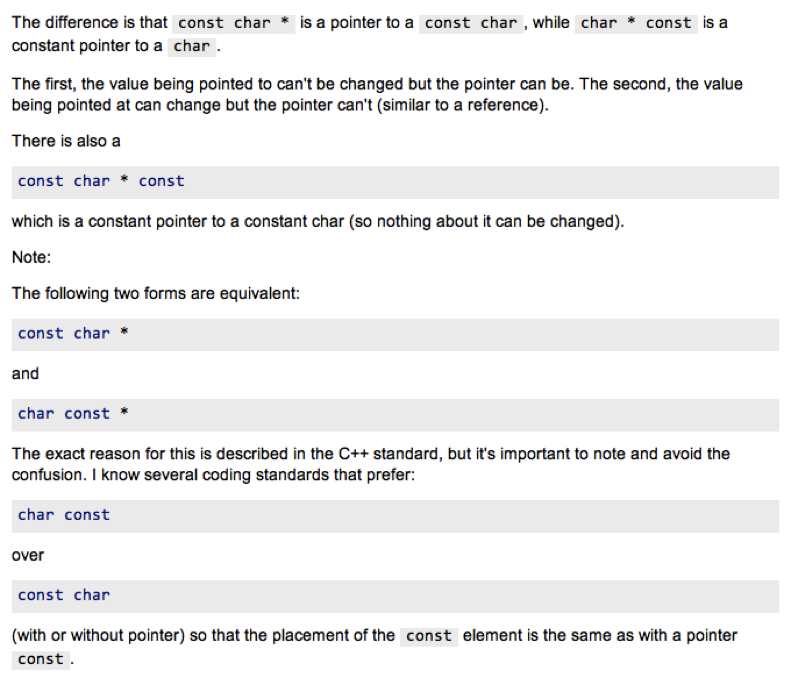 The difference is that const char * is a pointer to a const char, while char * const is a
constant pointer to a char.
The first, the value being pointed to can't be changed but the pointer can be. The second, the value
being pointed at can change but the pointer can't (similar to a reference).
There is also a
const char * const
which is a constant pointer to a constant char (so nothing about it can be changed).
Note:
The following two forms are equivalent:
const char *
and
char const *
The exact reason for this is described in the C++ standard, but it's important to note and avoid the
confusion. I know several coding standards that prefer:
char const
over
const char
(with or without pointer) so that the placement of the const element is the same as with a pointer
const.